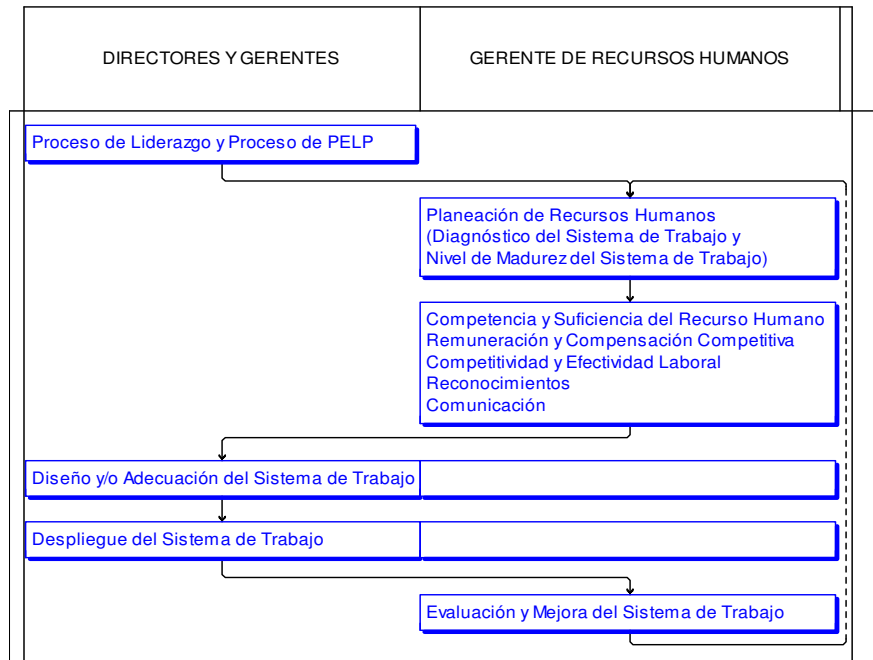 DIRECTORES Y GERENTES
GERENTE DE RECURSOS HUMANOS
Proceso de Liderazgo y Proceso de PELP
Planeación de Recursos Humanos
(Diagnóstico del Sistema de Trabajo y
Nivel de Madurez del Sistema de Trabajo)
Competencia y Suficiencia del Recurso Humano
Remuneración y Compensación Competitiva
Competitividad y Efectividad Laboral
Reconocimientos
Comunicación
Diseño y/o Adecuación del Sistema de Trabajo
Despliegue del Sistema de Trabajo
Evaluación y Mejora del Sistema de Trabajo